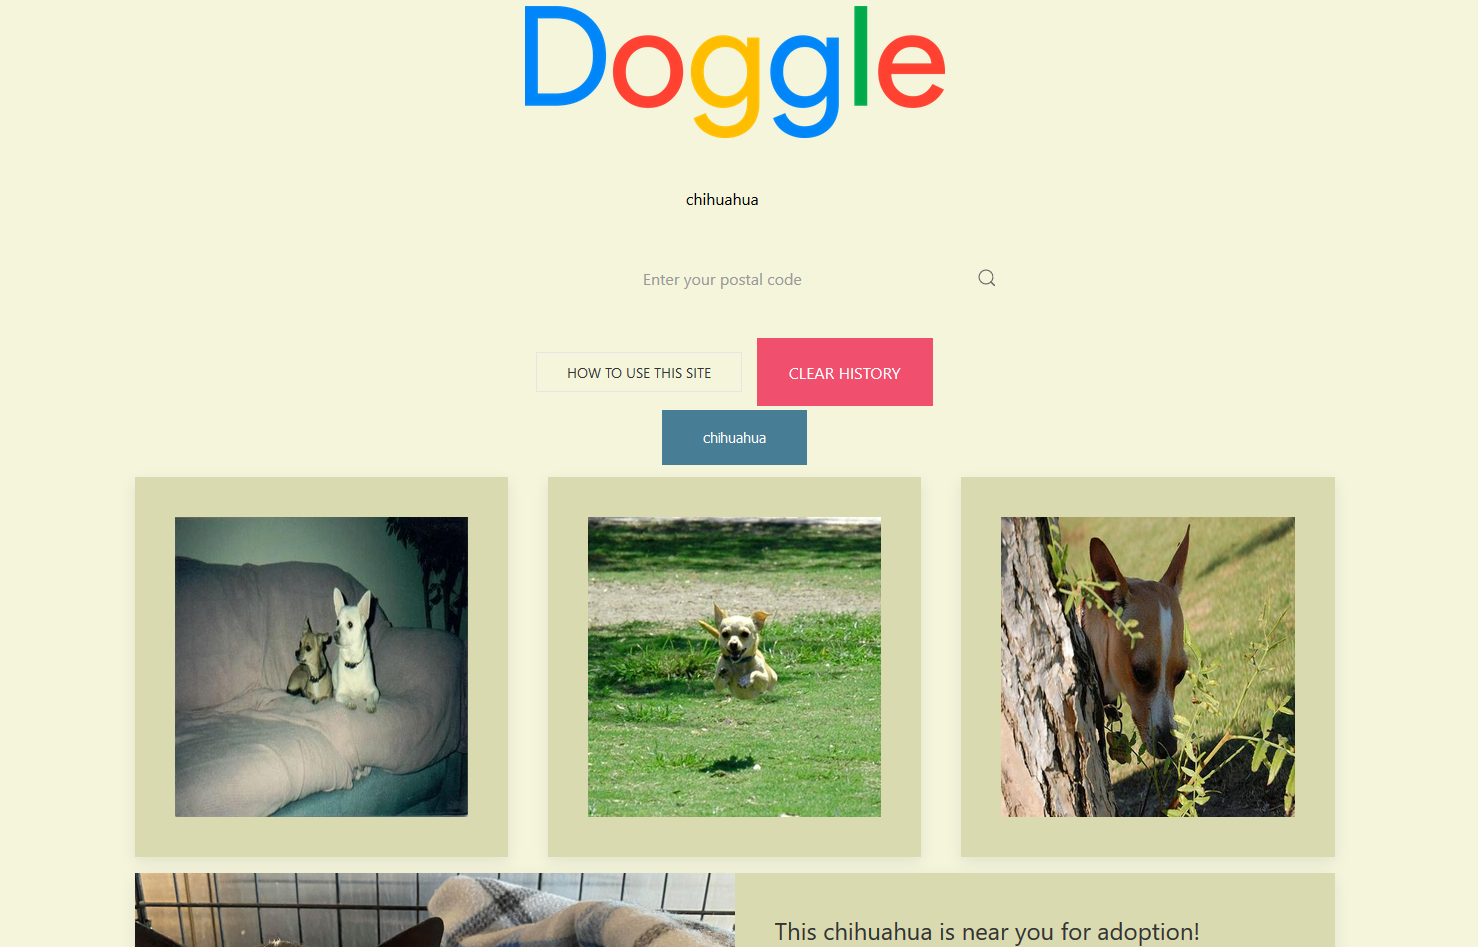 Doggle
chihuahua
Enter your postal code
HOW TO USE THIS SITE
CLEAR HISTORY
chihuahua
This chihuahua is near you for adoption!